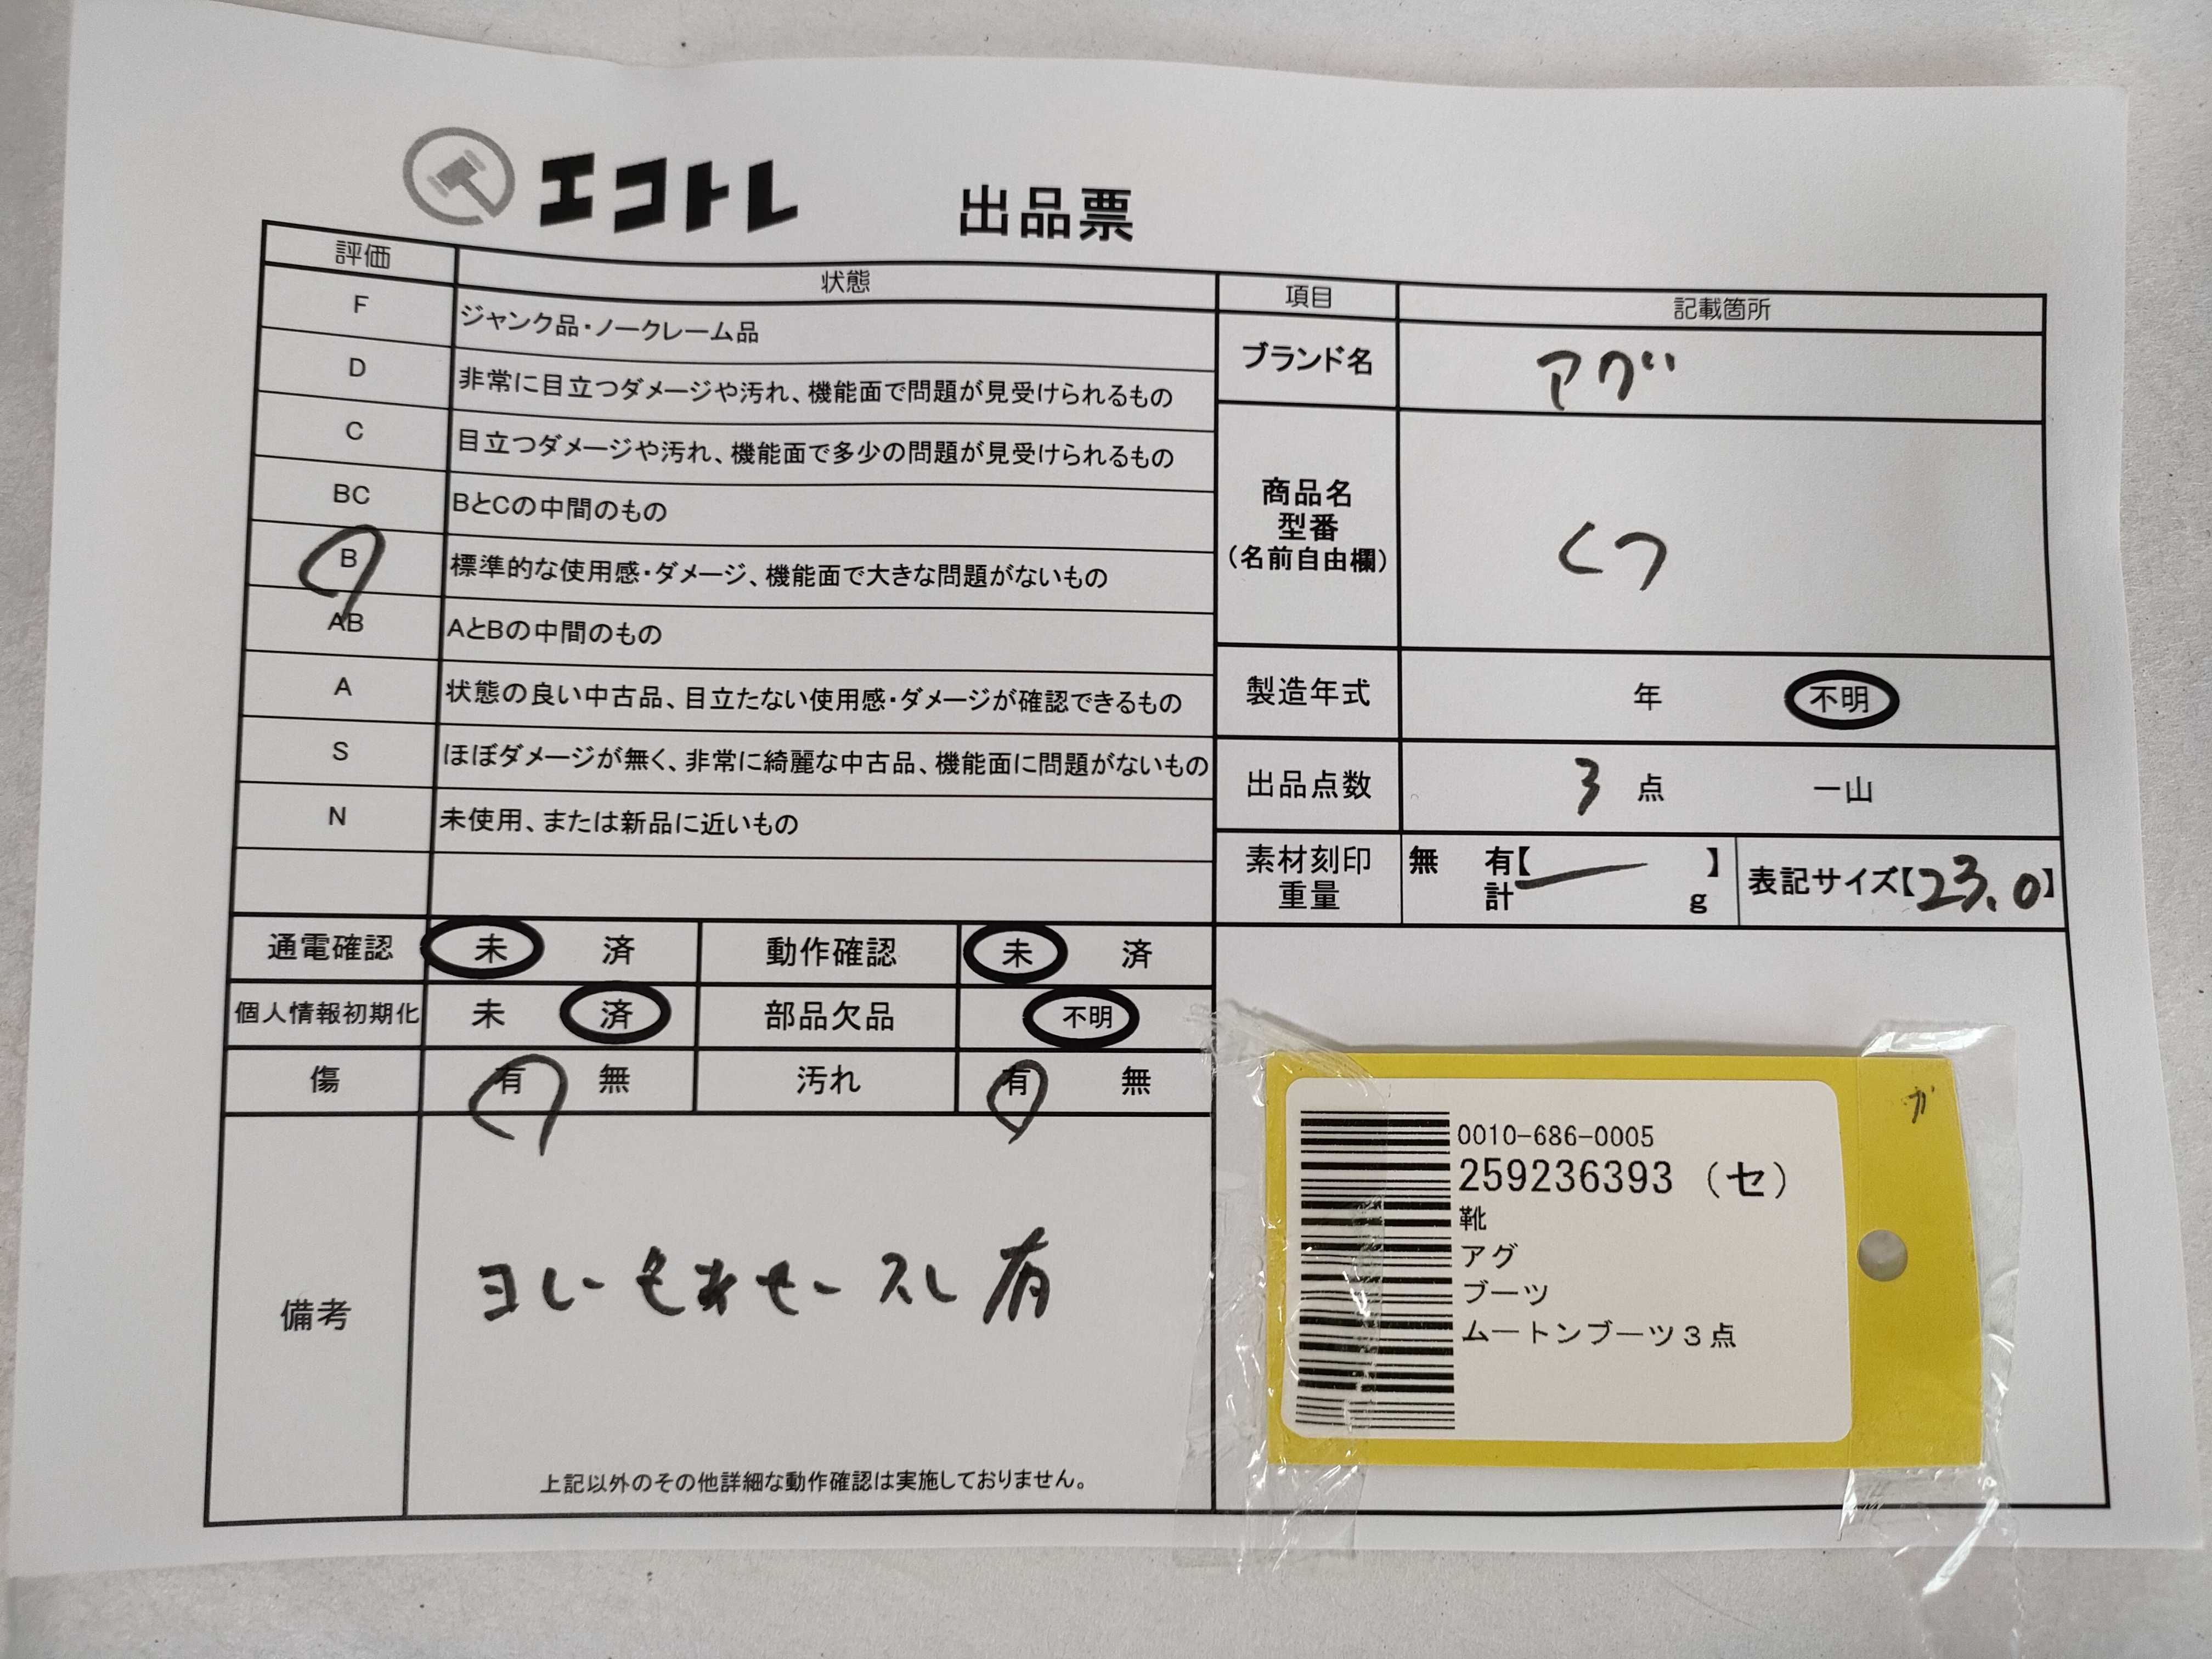 エコトレ 出品票
評価 状態
F ジャンク品・ノークレーム品
D 非常に目立つダメージや汚れ、機能面で問題が見受けられるもの
C 目立つダメージや汚れ、機能面で多少の問題が見受けられるもの
BC BとCの中間のもの
B 標準的な使用感・ダメージ、機能面で大きな問題がないもの
AB AとBの中間のもの
A 状態の良い中古品、目立たない使用感・ダメージが確認できるもの
S ほぼダメージが無く、非常に綺麗な中古品、機能面に問題がないもの
N 未使用、または新品に近いもの
通電確認 未 済 動作確認 未 済
個人情報初期化 未 済 部品欠品 不明
傷 有 無 汚れ 有 無
備考
スレ 有
上記以外のその他詳細な動作確認は実施しておりません。
項目 記載箇所
ブランド名 アグ
商品名
型番
(名前自由欄)
くつ
製造年式 年 不明
出品点数 3 点 一山
素材刻印 無 有【 】
重量 計 g
表記サイズ【23.0】
0010-686-0005
259236393 (セ)
靴
アグ
ブーツ
ムートンブーツ3点
ガ